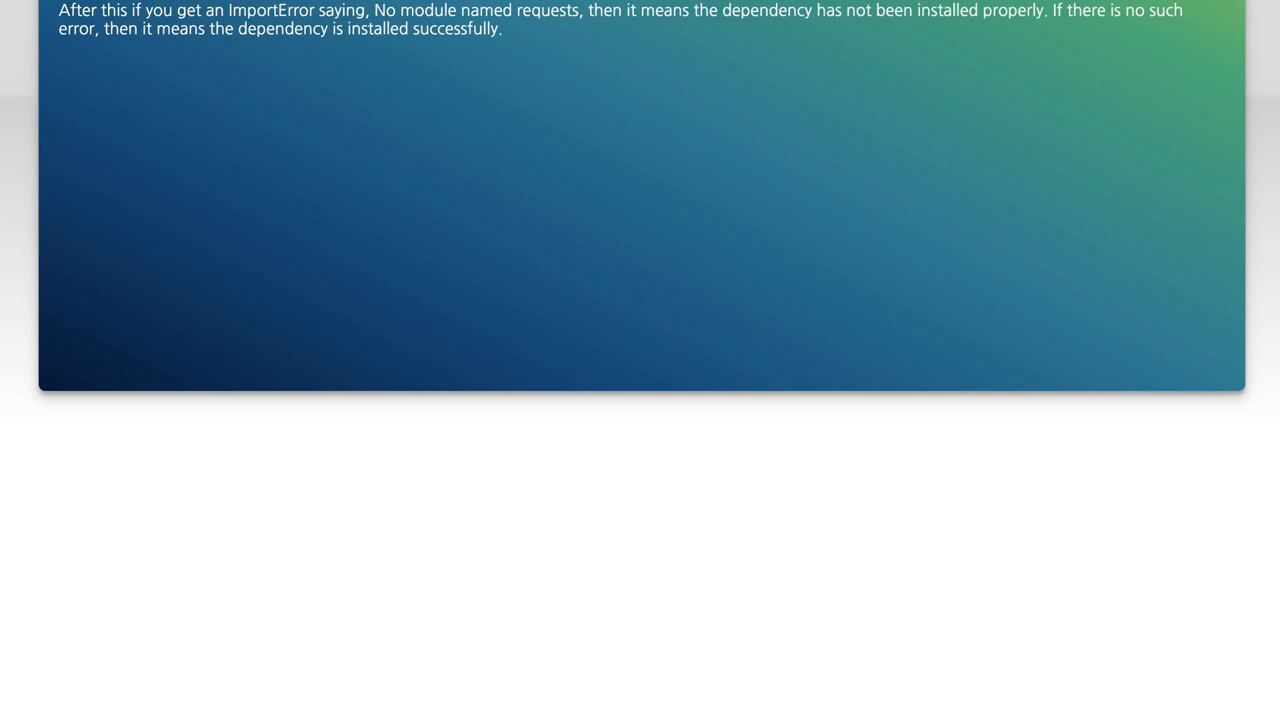 After this if you get an ImportError saying, No module named requests, then it means the dependency has not been installed properly. If there is no such
error, then it means the dependency is installed successfully.